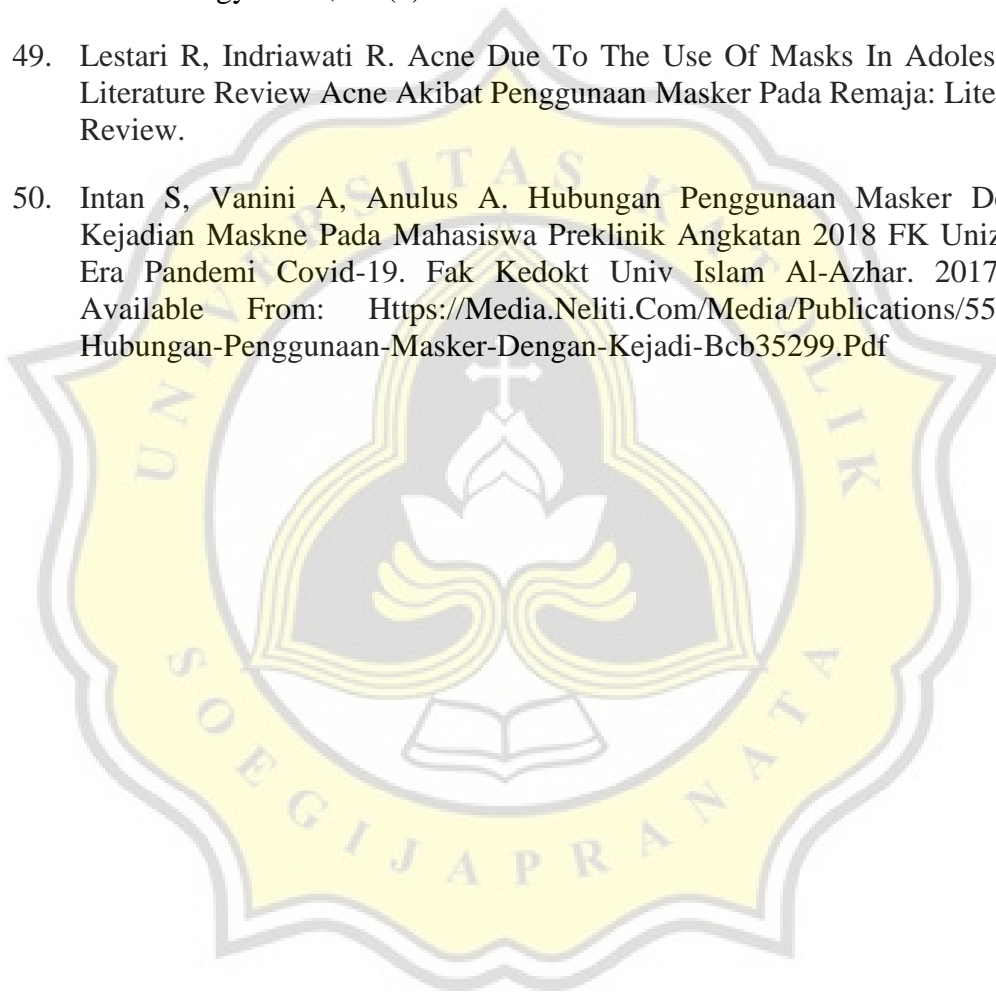 49. Lestari R, Indriawati R. Acne Due To The Use Of Masks In Adoles
Literature Review Acne Akibat Penggunaan Masker Pada Remaja: Lite
Review.
50. Intan S, Vanini A, Anulus A. Hubungan Penggunaan Masker D
Kejadian Maskne Pada Mahasiswa Preklinik Angkatan 2018 FK Uniz
Era Pandemi Covid-19. Fak Kedokt Univ Islam Al-Azhar. 2017
Available From: Https://Media.Neliti.Com/Media/Publications/55
Hubungan-Penggunaan-Masker-Dengan-Kejadi-Bcb35299.Pdf
UNIVERSITAS KATOLIK
SOEGIJAPRANATA